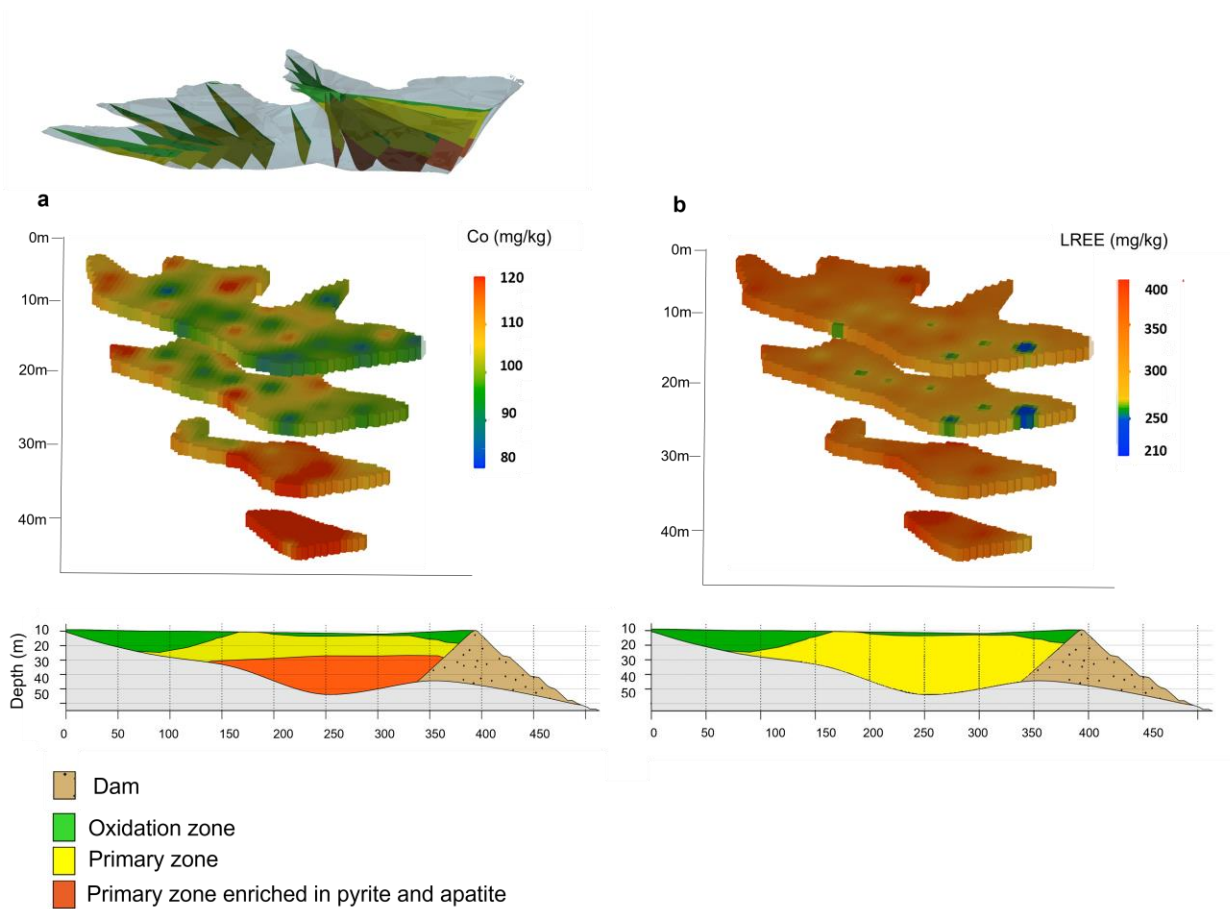 a
Co (mg/kg)
0m
10m
20m
30m
40m
120
110
100
90
80
b
LREE (mg/kg)
0m
10m
20m
30m
40m
400
350
300
250
210
Depth (m)
10
20
30
40
50
0 50 100 150 200 250 300 350 400 450
10
20
30
40
50
0 50 100 150 200 250 300 350 400 450
Dam
Oxidation zone
Primary zone
Primary zone enriched in pyrite and apatite